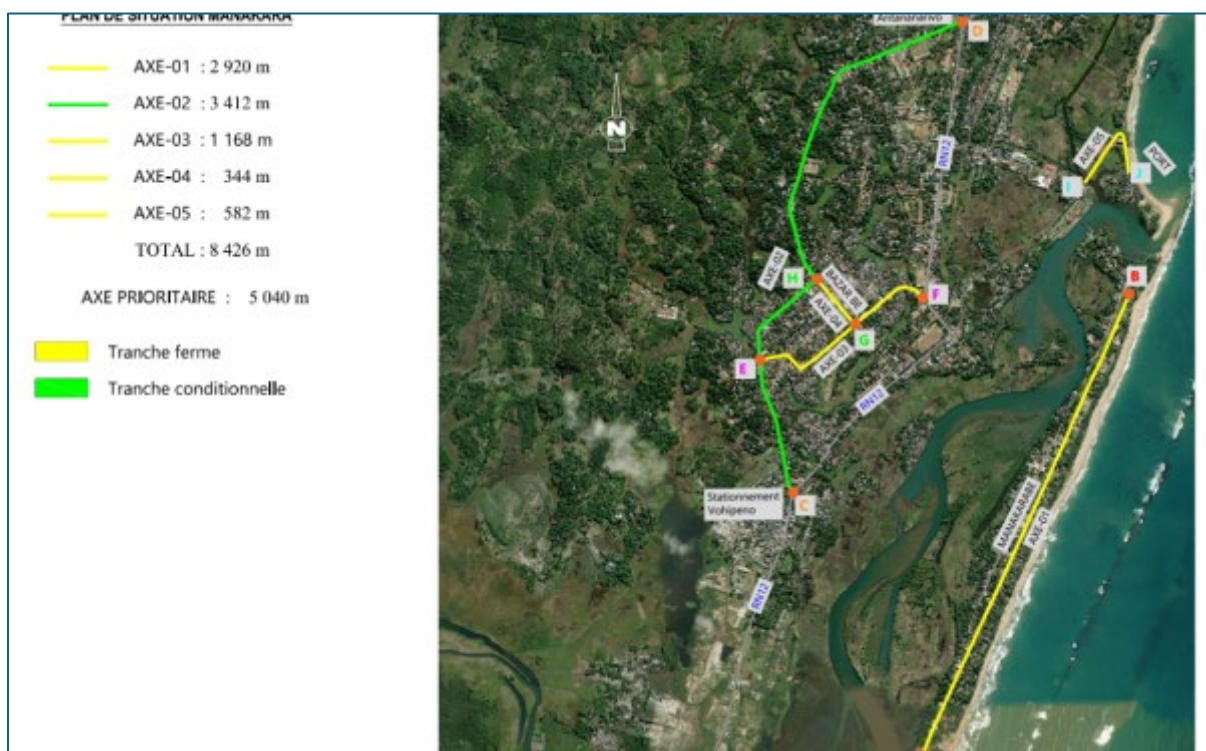 PLAN DE SITUATION MANAKARA
AXE-01 : 2 920 m
AXE-02 : 3 412 m
AXE-03 : 1 168 m
AXE-04 : 344 m
AXE-05 : 582 m
TOTAL : 8 426 m
AXE PRIORITAIRE : 5 040 m
Tranche ferme
Tranche conditionnelle
Antananarivo
D
N
RN12
AXE-05
PORT
I
J
AXE-02
H
BAZAR BE
AXE-04
B
F
G
E
AXE-03
RN12
Stationnement
Vohipeno
C
MANAKARABE
AXE-01
RN12